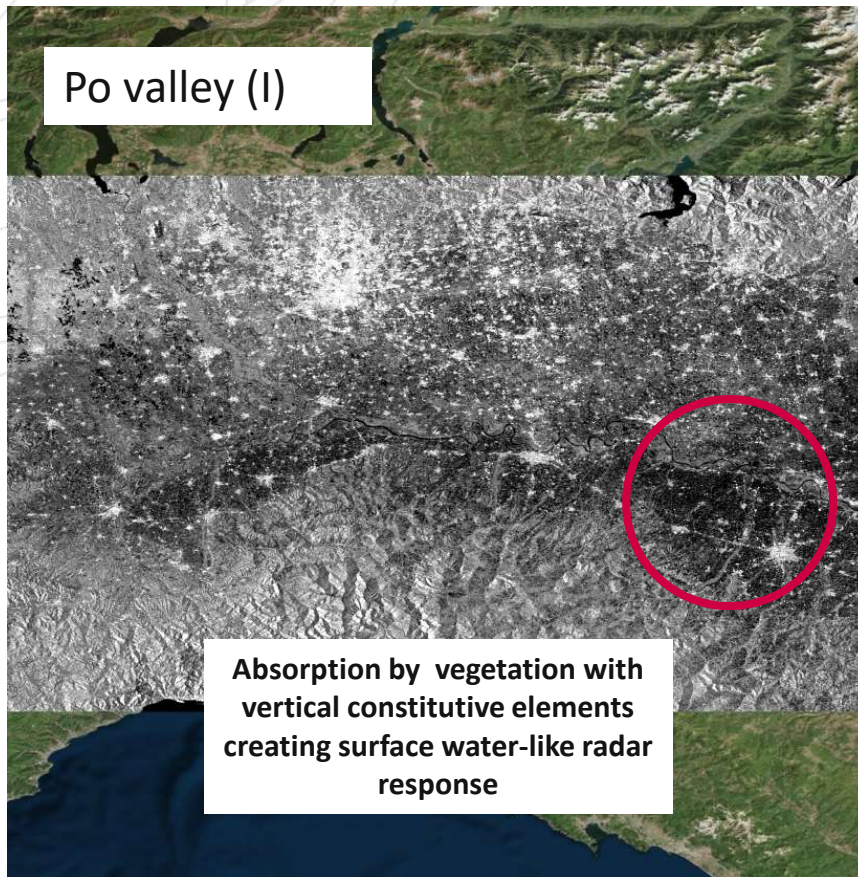 Po valley (I)
Absorption by vegetation with
vertical constitutive elements
creating surface water-like radar
response